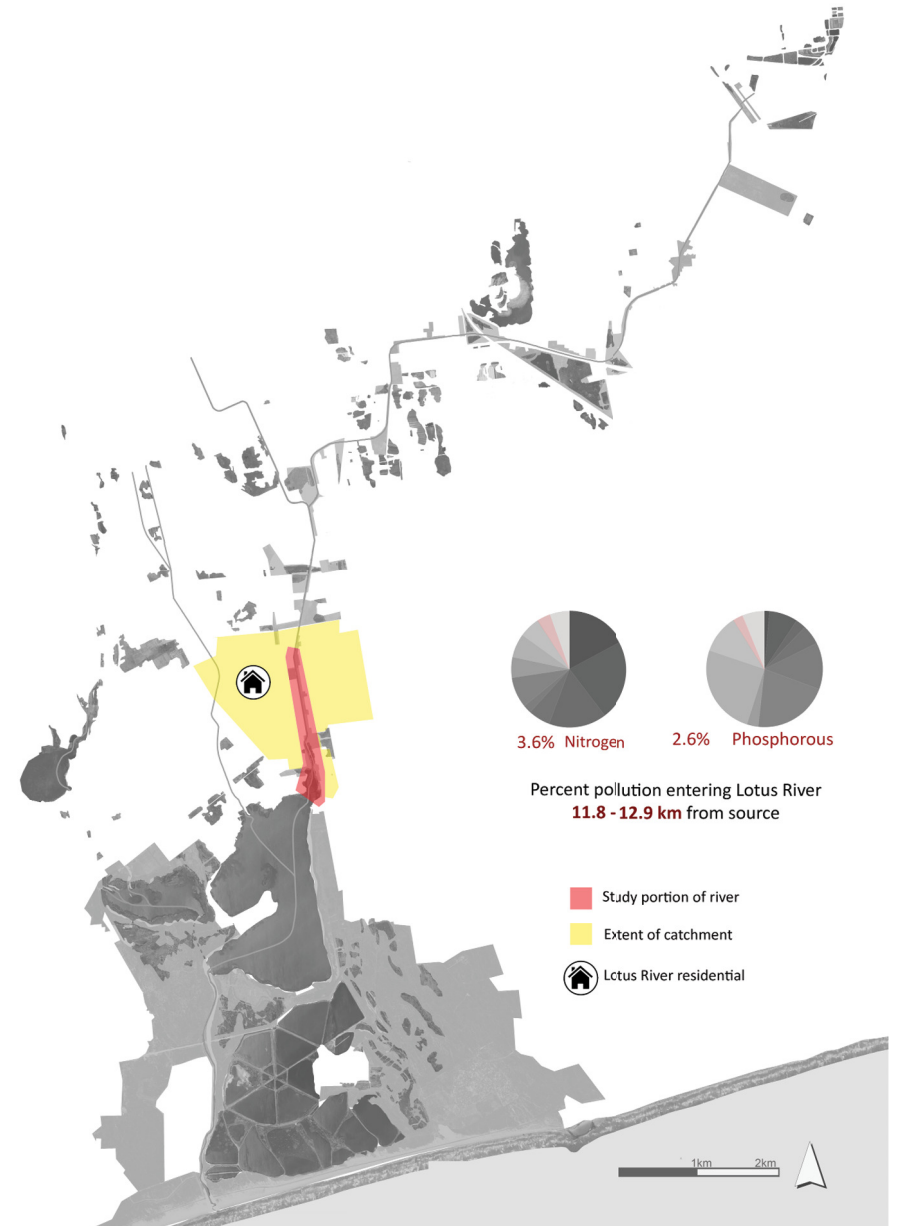 3.6% Nitrogen
2.6% Phosphorous
Percent pollution entering Lotus River
11.8 - 12.9 km from source
Study portion of river
Extent of catchment
Lotus River residential
1km 2km